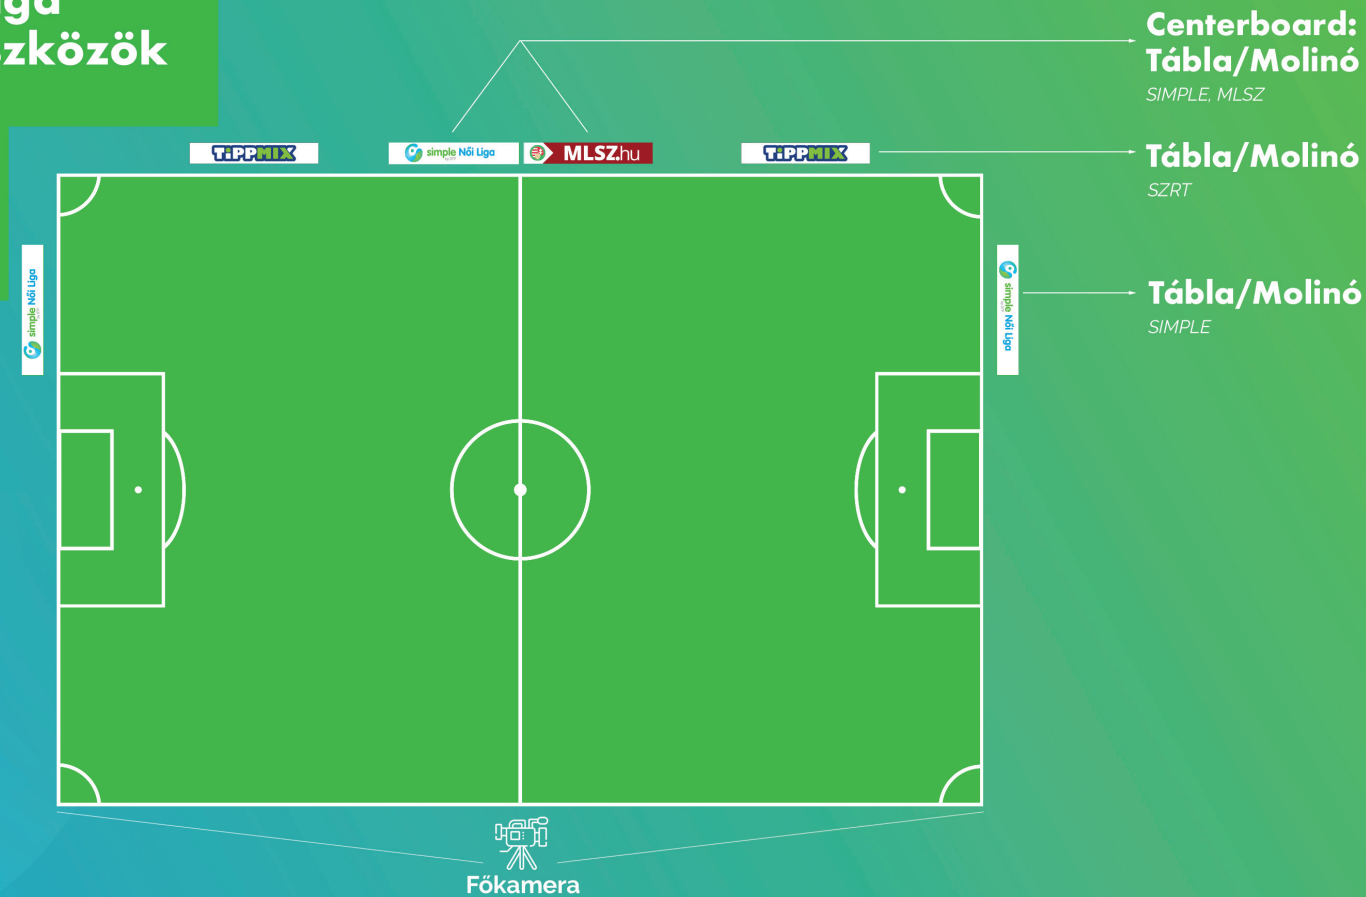 szközök
Centerboard:
Tábla/Molinó
SIMPLE, MLSZ
TiPPMIX
simple Női Liga
MLSZ.hu
TiPPMIX
Tábla/Molinó
SZRT
simple Női Liga
simple Női Liga
Tábla/Molinó
SIMPLE
Főkamera